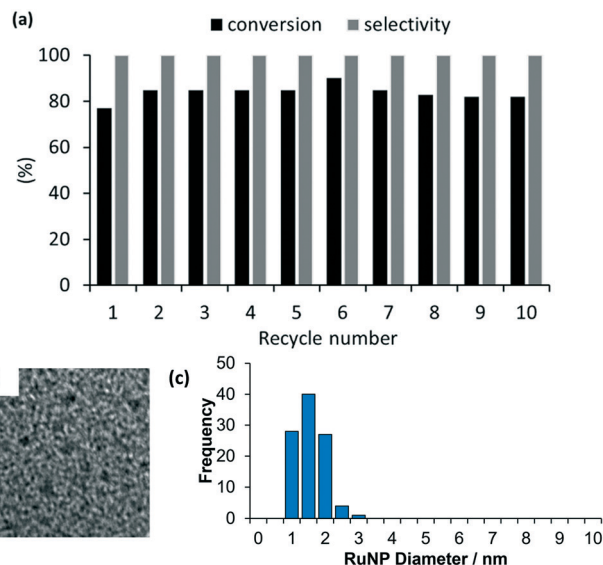 (a)
conversion selectivity
100
80
60
40
20
0
(%)
1 2 3 4 5 6 7 8 9 10
Recycle number
(c)
50
40
30
20
10
0
Frequency
0 1 2 3 4 5 6 7 8 9 10
RuNP Diameter / nm